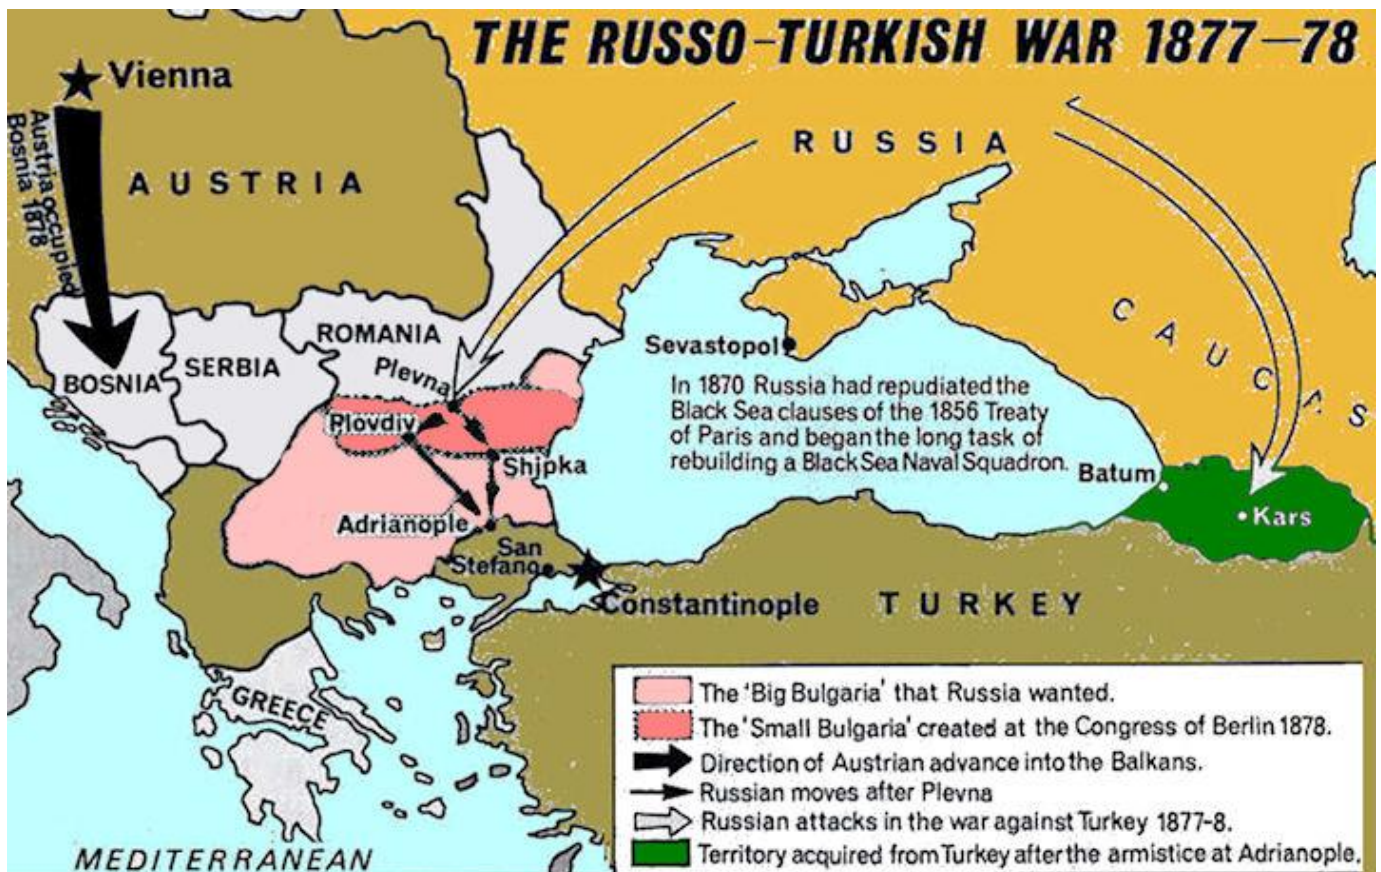 THE RUSSO-TURKISH WAR 1877-78
Vienna
Austria occupied
Bosnia 1878
AUSTRIA
RUSSIA
CAUCAS
ROMANIA
SERBIA
BOSNIA
Plevna
Plovdiv
Shipka
Adrianople
San
Stefano
Constantinople
Sevastopol
In 1870 Russia had repudiated the
Black Sea clauses of the 1856 Treaty
of Paris and began the long task of
rebuilding a Black Sea Naval Squadron.
Batum
Kars
TURKEY
GREECE
MEDITERRANEAN
The 'Big Bulgaria' that Russia wanted.
The 'Small Bulgaria' created at the Congress of Berlin 1878.
Direction of Austrian advance into the Balkans.
Russian moves after Plevna
Russian attacks in the war against Turkey 1877-8.
Territory acquired from Turkey after the armistice at Adrianople.